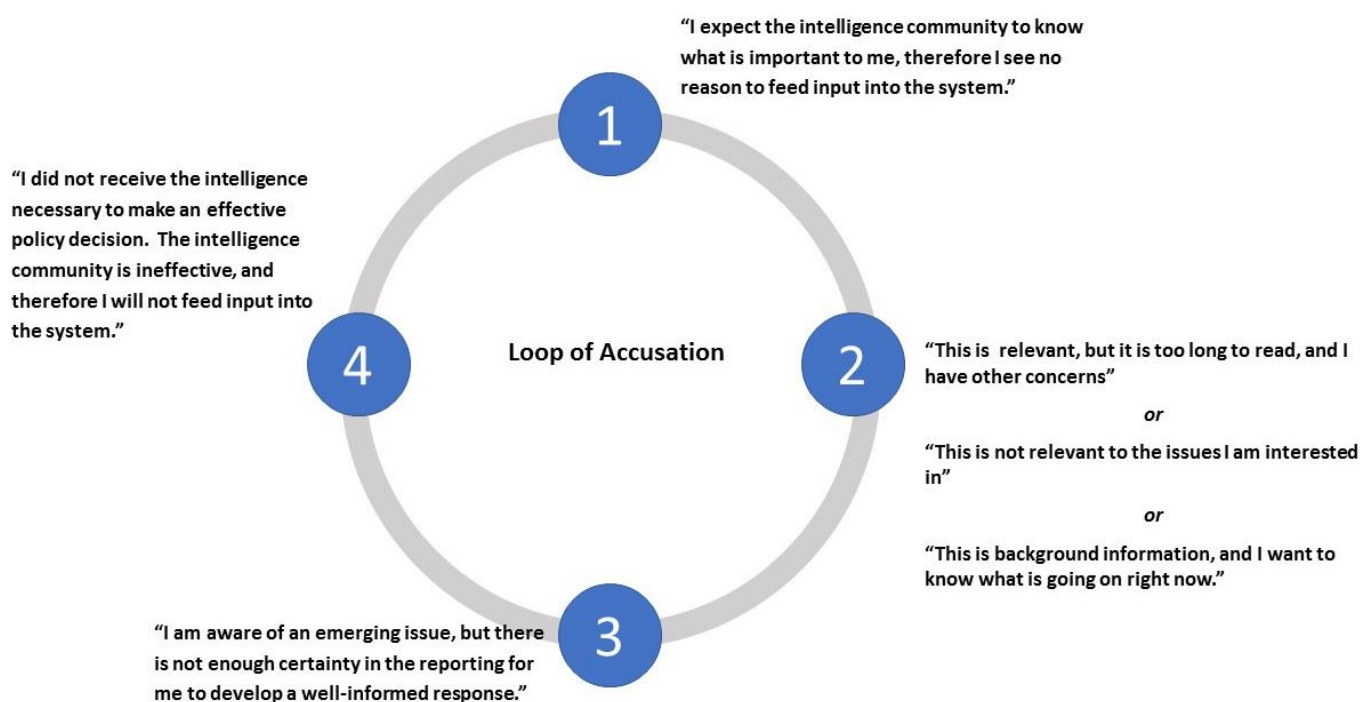 “I expect the intelligence community to know
what is important to me, therefore I see no
reason to feed input into the system.”
1
“I did not receive the intelligence
necessary to make an effective
policy decision.  The intelligence
community is ineffective, and
therefore I will not feed input into
the system.”
4
Loop of Accusation
2
“This is  relevant, but it is too long to read, and I
have other concerns”
or
“This is not relevant to the issues I am interested
in”
or
“This is background information, and I want to
know what is going on right now.”
“I am aware of an emerging issue, but there
is not enough certainty in the reporting for
me to develop a well-informed response.”
3